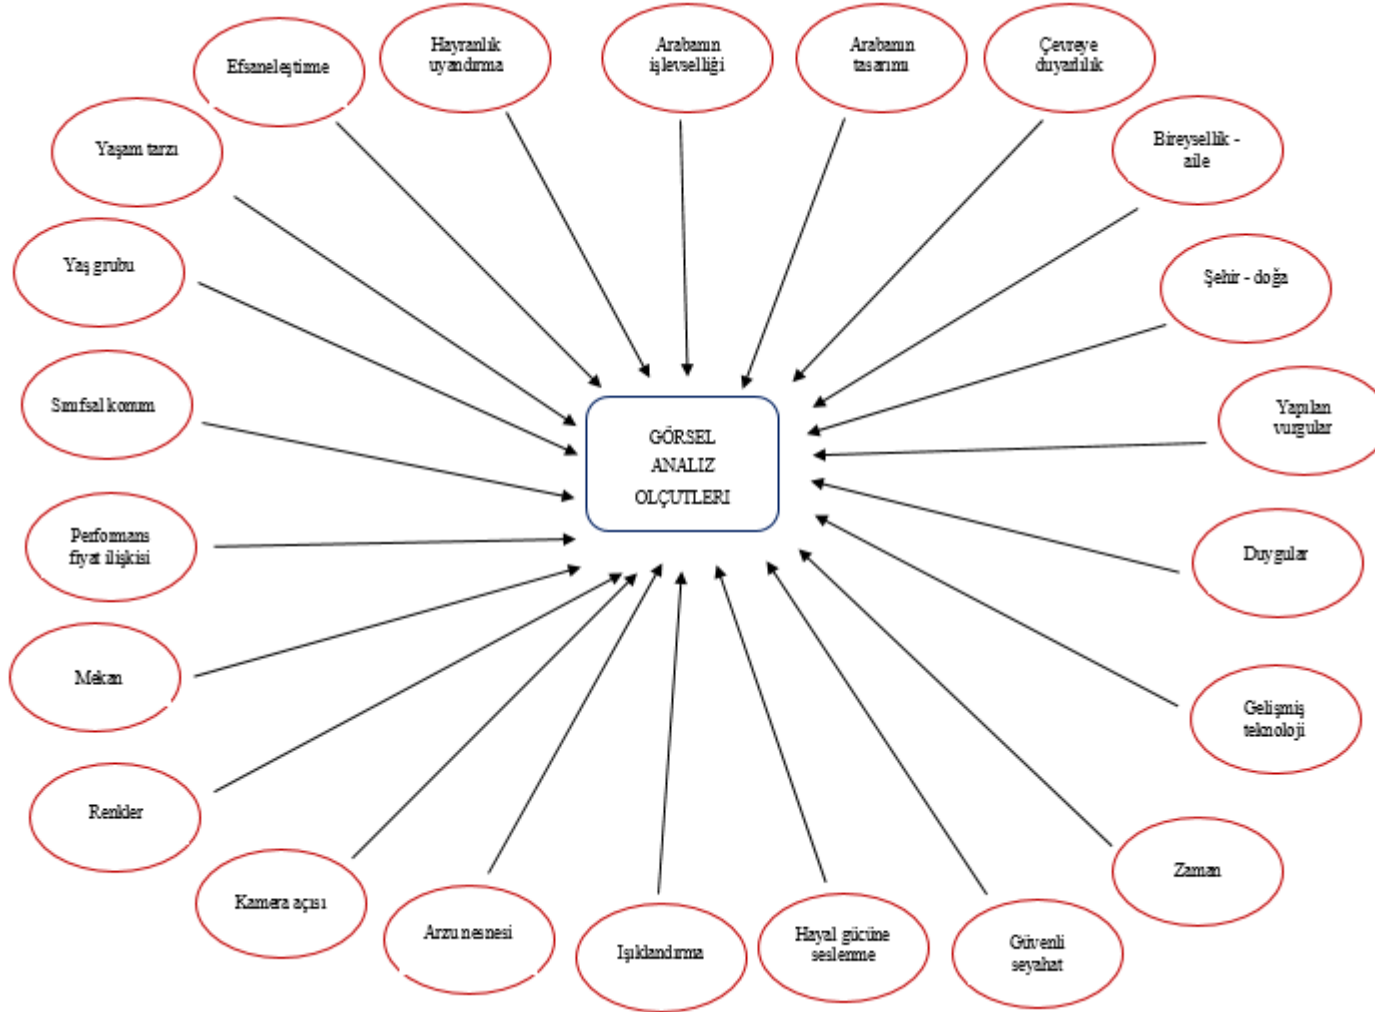 Efsaneleştirme
Hayranlık
uyandırma
Arabanın
işlevselliği
Arabanın
tasarımı
Çevreye
duyarlılık
Bireysellik -
aile
Yaşam tarzı
Yaş grubu
Şehir - doğa
Sınıfsal konum
Yapılan
vurgular
GÖRSEL
ANALIZ
OLÇUTLERI
Performans
fiyat ilişkisi
Duygular
Mekan
Gelişmiş
teknoloji
Renkler
Zaman
Kamera açısı
Arzu nesnesi
Işıklandırma
Hayal gücüne
seslenme
Güvenli
seyahat